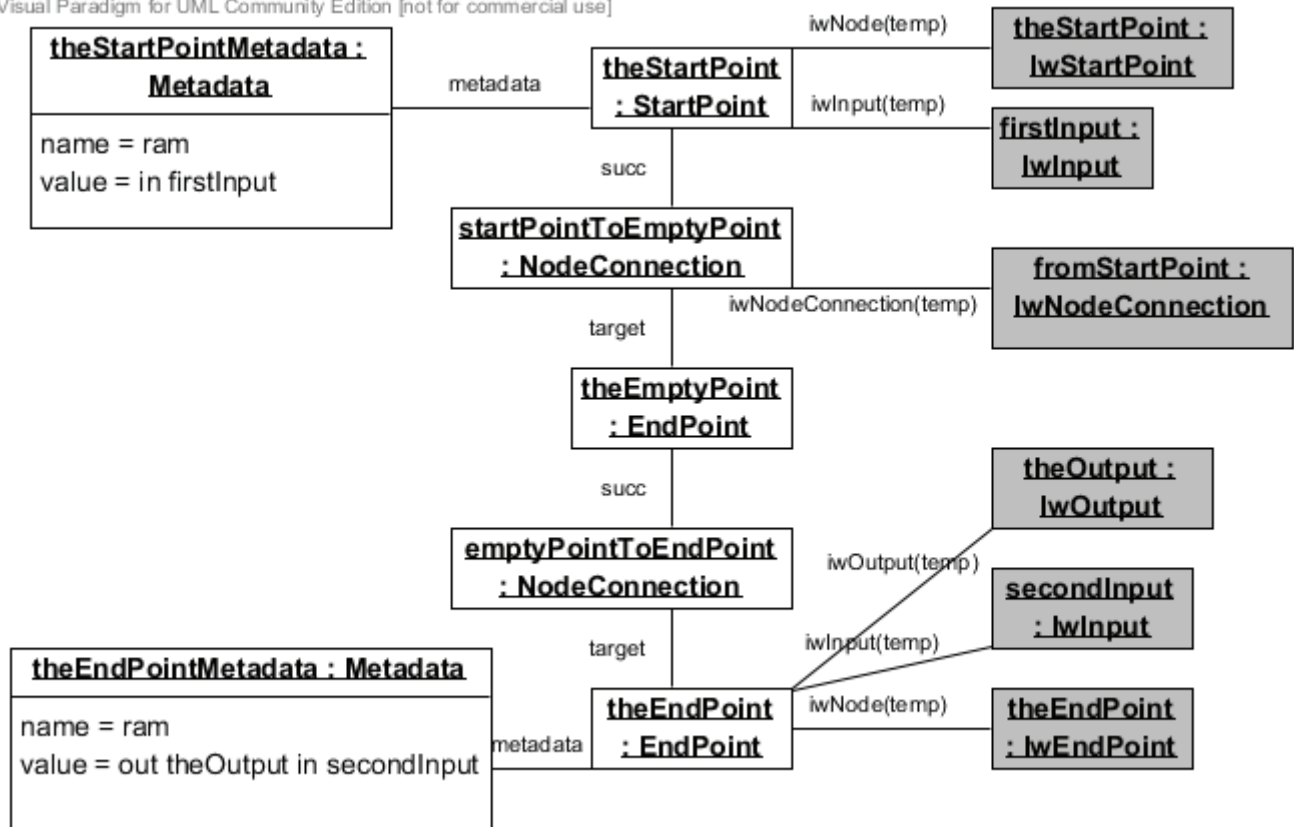 Visual Paradigm for UML Community Edition [not for commercial use]
theStartPointMetadata :
Metadata
name = ram
value = in firstInput
metadata
theStartPoint
: StartPoint
iwNode(temp)
theStartPoint :
IwStartPoint
iwInput(temp)
firstInput :
IwInput
succ
startPointToEmptyPoint
: NodeConnection
iwNodeConnection(temp)
fromStartPoint :
IwNodeConnection
target
theEmptyPoint
: EndPoint
succ
emptyPointToEndPoint
: NodeConnection
iwOutput(temp)
theOutput :
IwOutput
iwInput(temp)
secondInput
: IwInput
target
theEndPointMetadata : Metadata
name = ram
value = out theOutput in secondInput
metadata
theEndPoint
: EndPoint
iwNode(temp)
theEndPoint
: IwEndPoint